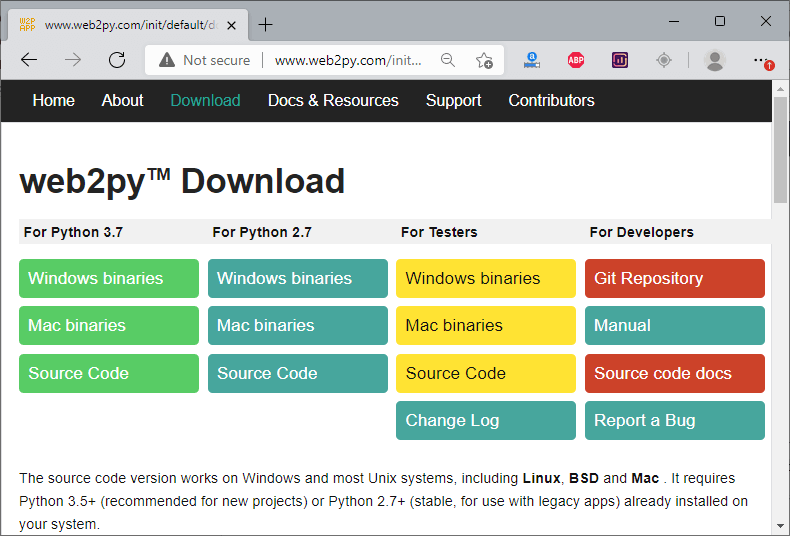 W2P
APP
www.web2py.com/init/default/d
Not secure
www.web2py.com/init...
a
ABP
Home About Download Docs & Resources Support Contributors
web2py™ Download
For Python 3.7 For Python 2.7 For Testers For Developers
Windows binaries Windows binaries Windows binaries Git Repository
Mac binaries Mac binaries Mac binaries Manual
Source Code Source Code Source Code Source code docs
Change Log Report a Bug
The source code version works on Windows and most Unix systems, including Linux, BSD and Mac . It requires
Python 3.5+ (recommended for new projects) or Python 2.7+ (stable, for use with legacy apps) already installed on
your system.